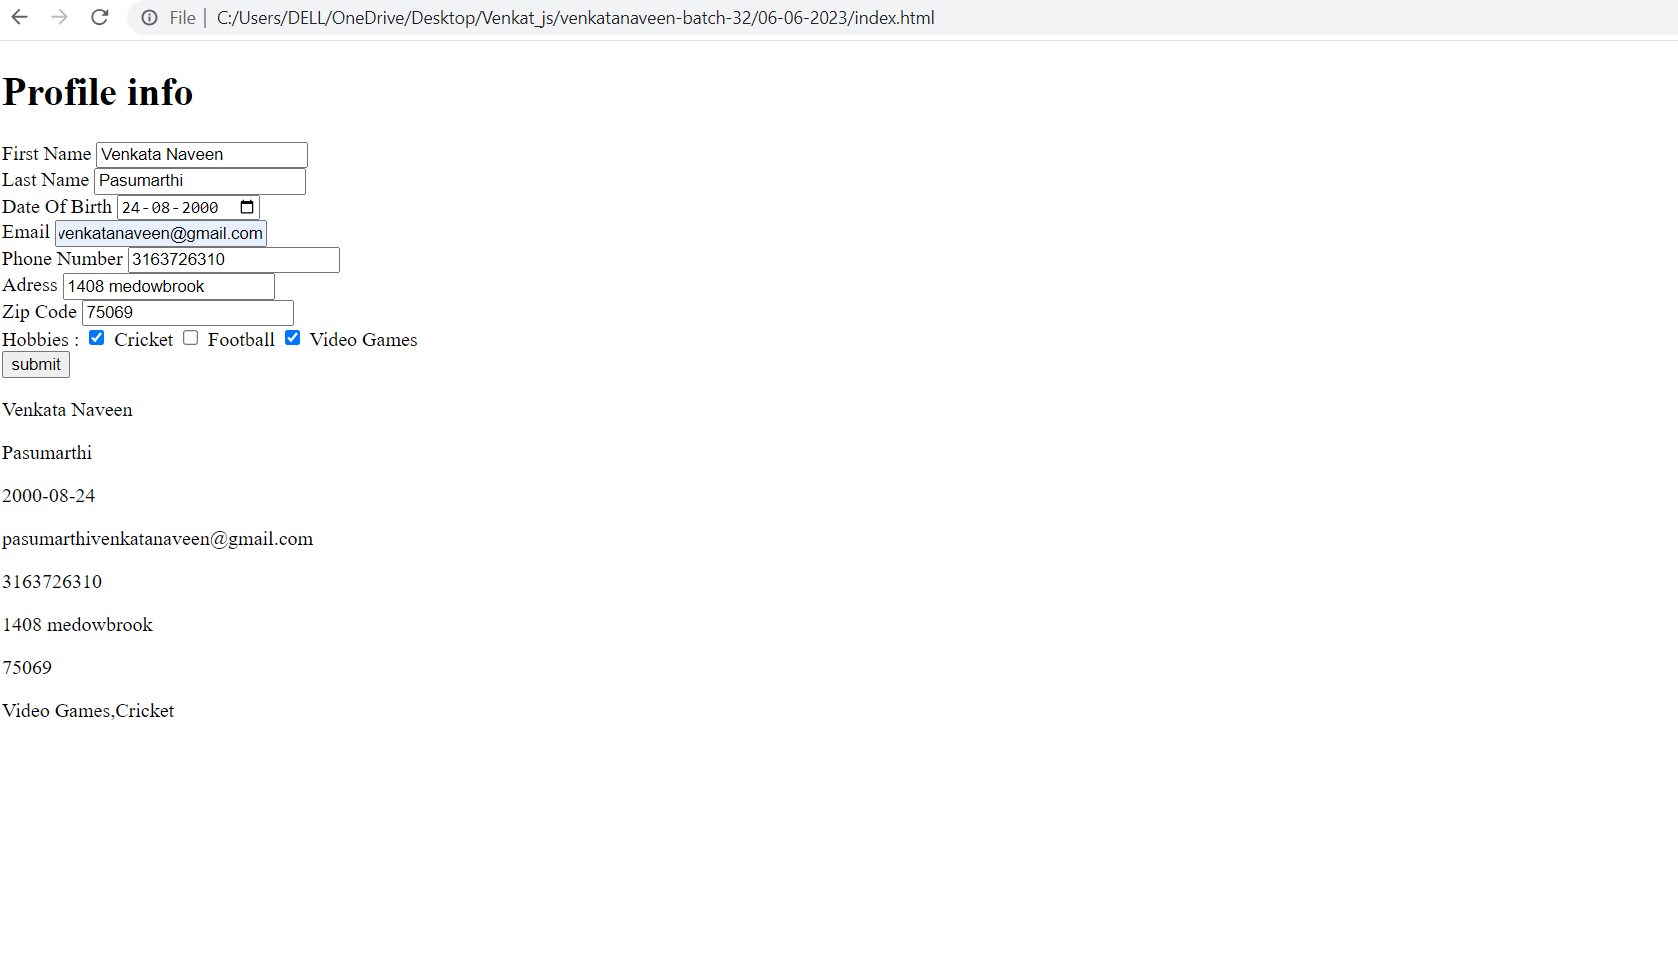 File | C:/Users/DELL/OneDrive/Desktop/Venkat_js/venkatanaveen-batch-32/06-06-2023/index.html
Profile info
First Name Venkata Naveen
Last Name Pasumarthi
Date Of Birth 24-08-2000
Email venkatanaveen@gmail.com
Phone Number 3163726310
Adress 1408 medowbrook
Zip Code 75069
Hobbies : Cricket Football Video Games
submit
Venkata Naveen
Pasumarthi
2000-08-24
pasumarthivenkatanaveen@gmail.com
3163726310
1408 medowbrook
75069
Video Games,Cricket